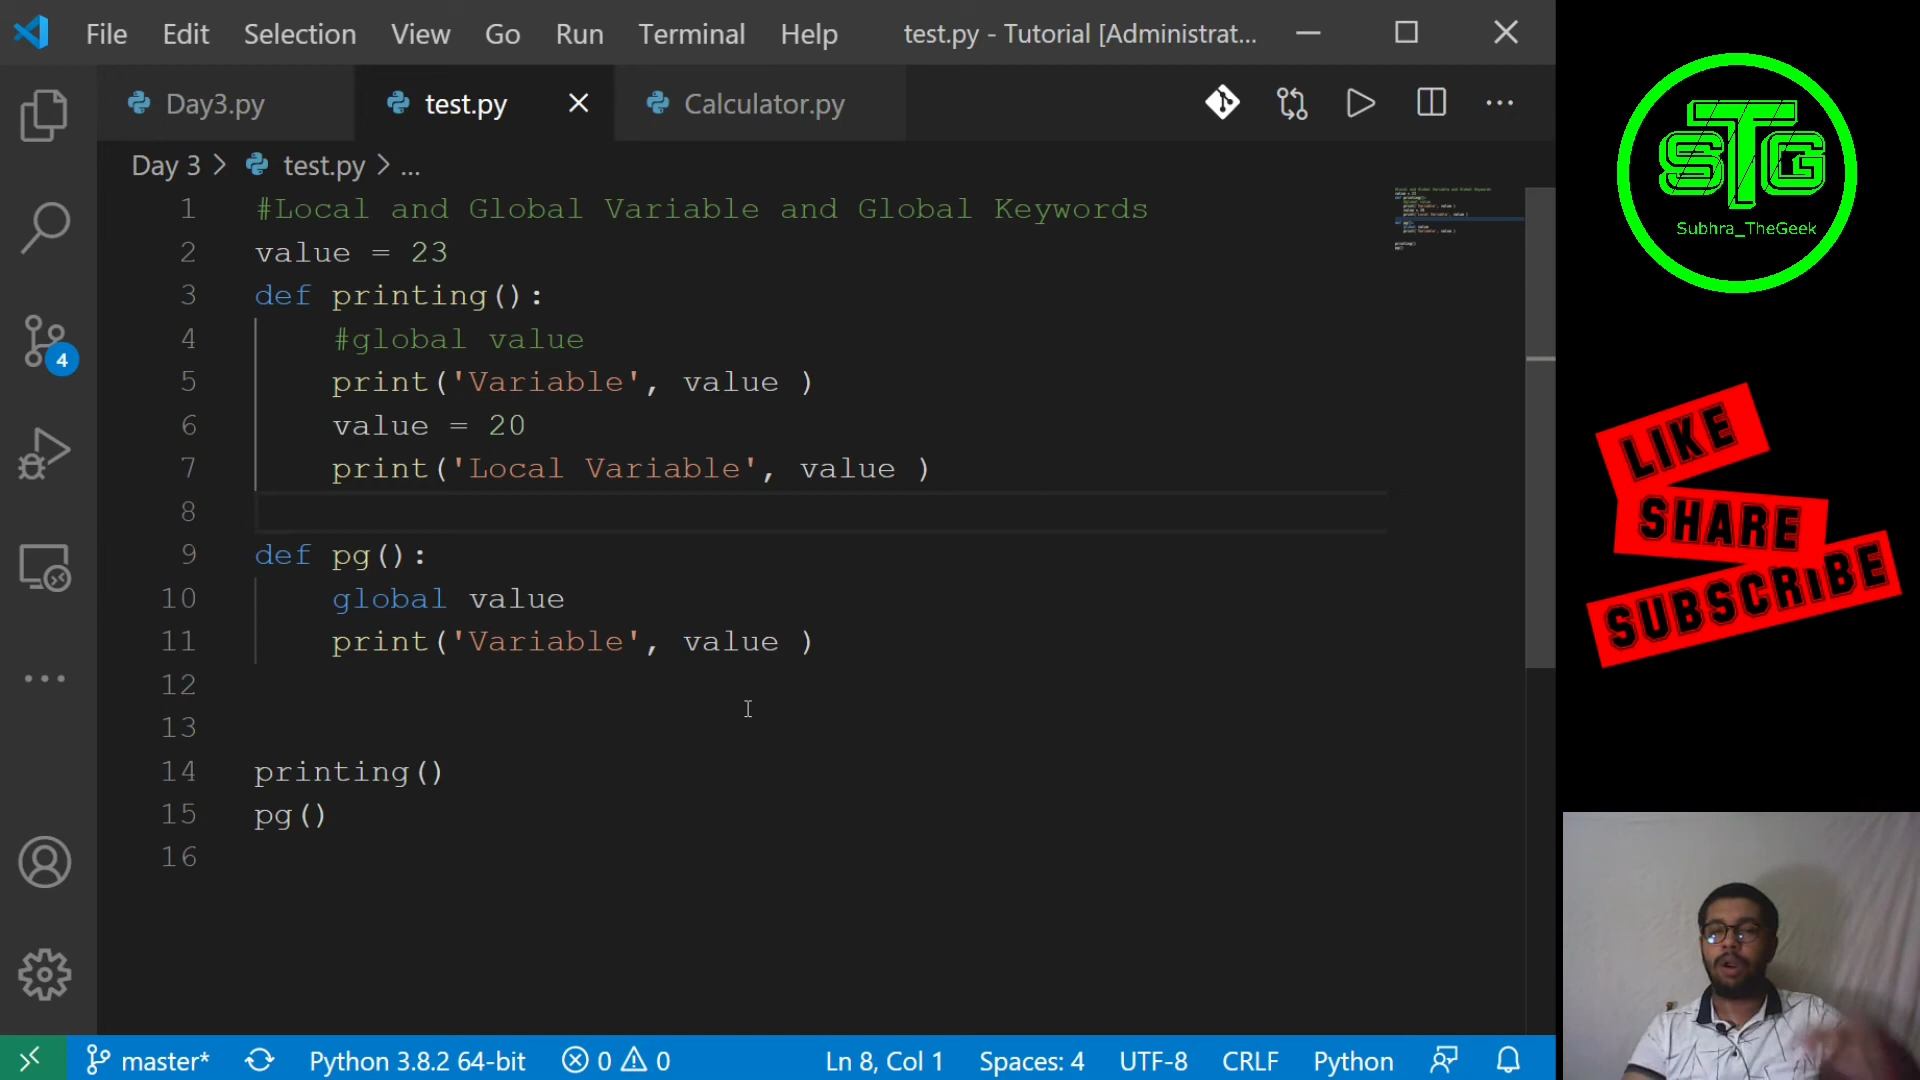 File Edit Selection View Go Run Terminal Help test.py - Tutorial [Administrat...
Day3.py test.py Calculator.py
Day 3 > test.py > ...
1 #Local and Global Variable and Global Keywords
2 value = 23
3 def printing():
4 #global value
5 print('Variable', value )
6 value = 20
7 print('Local Variable', value )
8
9 def pg():
10 global value
11 print('Variable', value )
12
13
14 printing()
15 pg()
16
4
master* Python 3.8.2 64-bit 0 0 Ln 8, Col 1 Spaces: 4 UTF-8 CRLF Python
STG
Subhra_TheGeek
LIKE
SHARE
SUBSCRIBE